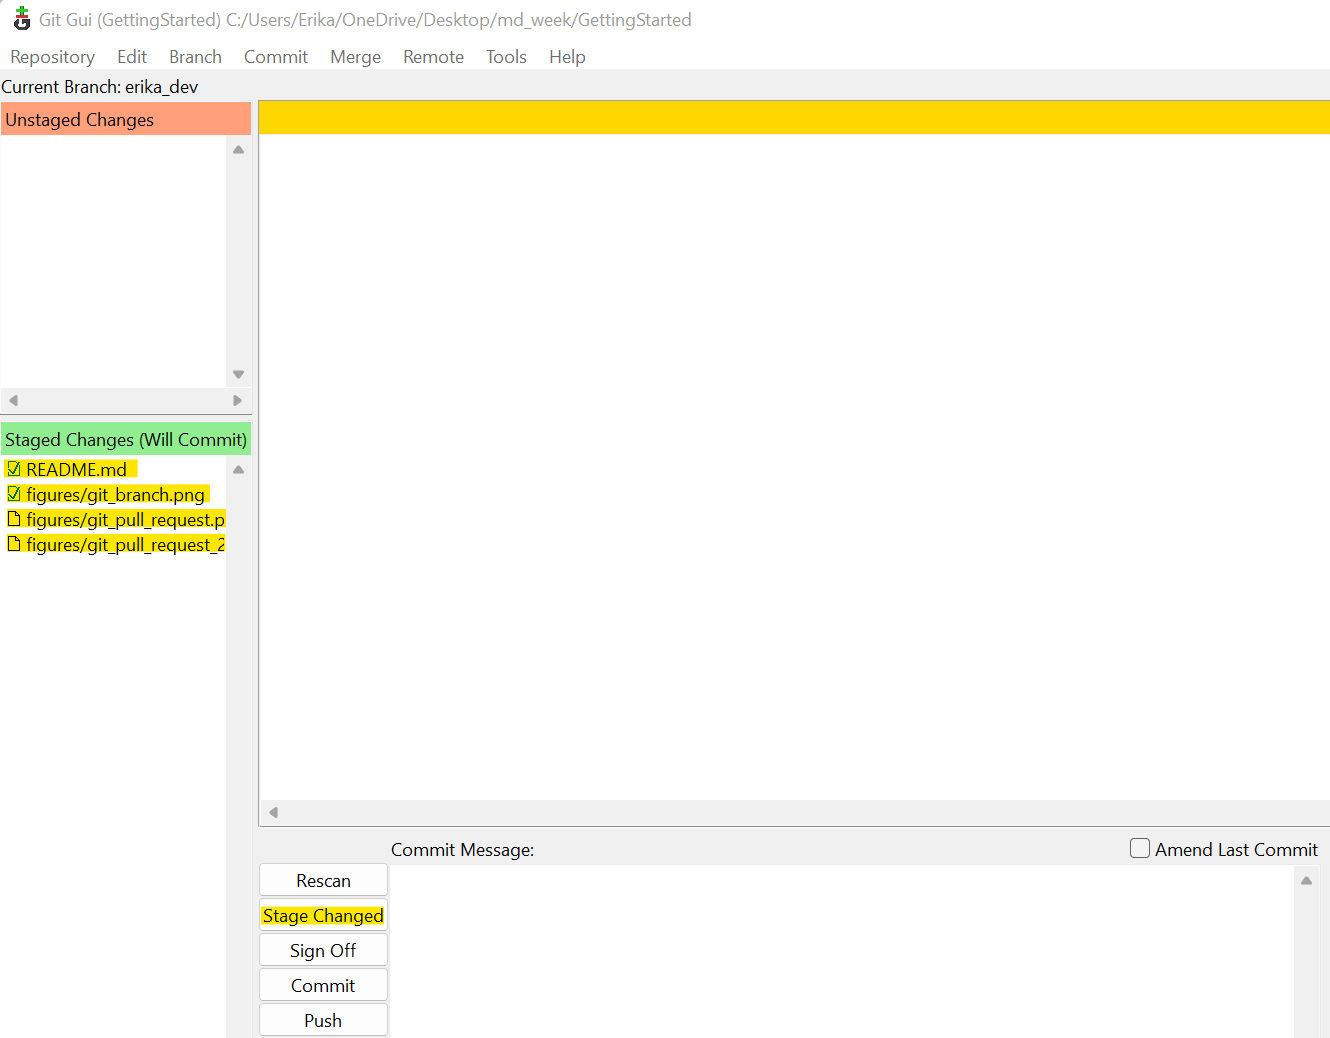 Git Gui (GettingStarted) C:/Users/Erika/OneDrive/Desktop/md_week/GettingStarted
Repository Edit Branch Commit Merge Remote Tools Help
Current Branch: erika_dev
Unstaged Changes
Staged Changes (Will Commit)
README.md
figures/git_branch.png
figures/git_pull_request.p
figures/git_pull_request_2
Commit Message:
Amend Last Commit
Rescan
Stage Changed
Sign Off
Commit
Push